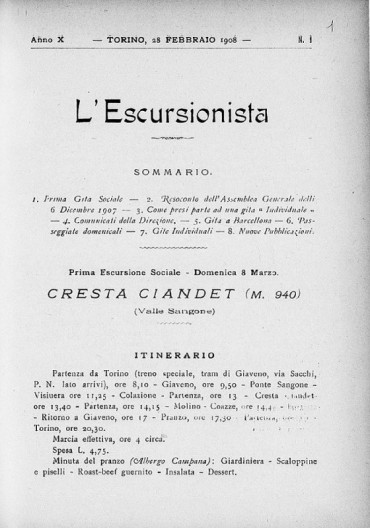 1
Anno X — TORINO, 28 FEBBRAIO 1908 — N. 1
L'Escursionista
SOMMARIO.
1. Prima Gita Sociale — 2. Resoconto dell'Assemblea Generale delli
6 Dicembre 1907 — 3. Come presi parte ad una gita « Individuale »
— 4. Comunicati della Direzione, — 5. Gita a Barcellona — 6. Pas-
seggiate domenicali — 7. Gite Individuali — 8. Nuove Pubblicazioni.
Prima Escursione Sociale - Domenica 8 Marzo.
CRESTA CIANDET (M. 940)
(Valle Sangone)
ITINERARIO
Partenza da Torino (treno speciale, tram di Giaveno, via Sacchi,
P. N. lato arrivi), ore 8,10 - Giaveno, ore 9,50 - Ponte Sangone -
Visiuera ore 11,25 - Colazione - Partenza, ore 13 - Cresta Ciandet
ore 13,40 - Partenza, ore 14,15 - Molino - Coazze, ore
- Ritorno a Giaveno, ore 17 - Pranzo, ore 17,30 - Partenza, ore
Torino, ore 20,30.
Marcia effettiva, ore 4 circa.
Spesa L. 4,75.
Minuta del pranzo (Albergo Campana): Giardiniera - Scaloppine
e piselli - Roast-beef guernito - Insalata - Dessert.